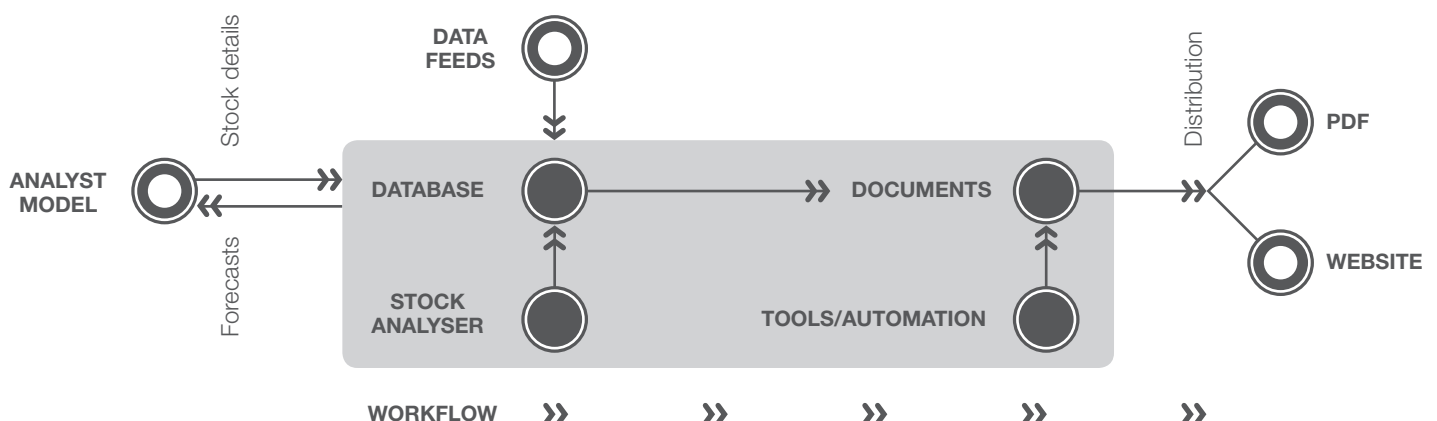 Stock details
DATA
FEEDS
Distribution
PDF
ANALYST
MODEL
DATABASE
DOCUMENTS
Forecasts
WEBSITE
STOCK
ANALYSER
TOOLS/AUTOMATION
WORKFLOW